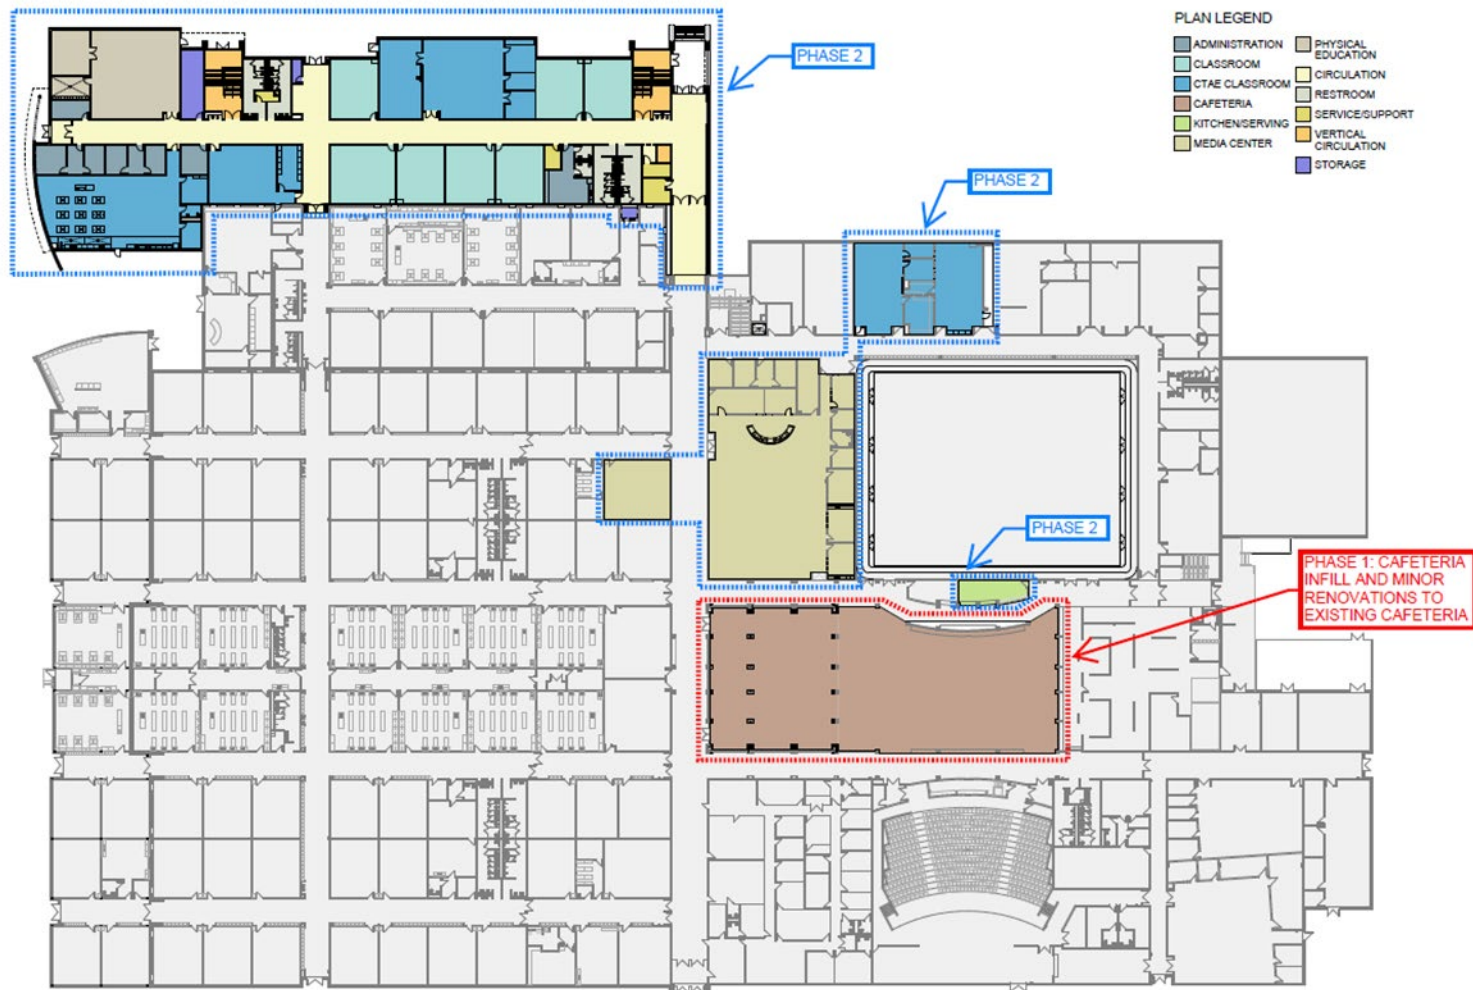 PLAN LEGEND
ADMINISTRATION
CLASSROOM
CTAE CLASSROOM
CAFETERIA
KITCHEN/SERVING
MEDIA CENTER
PHYSICAL
EDUCATION
CIRCULATION
RESTROOM
SERVICE/SUPPORT
VERTICAL
CIRCULATION
STORAGE
PHASE 2
PHASE 2
PHASE 2
PHASE 1: CAFETERIA
INFILL AND MINOR
RENOVATIONS TO
EXISTING CAFETERIA